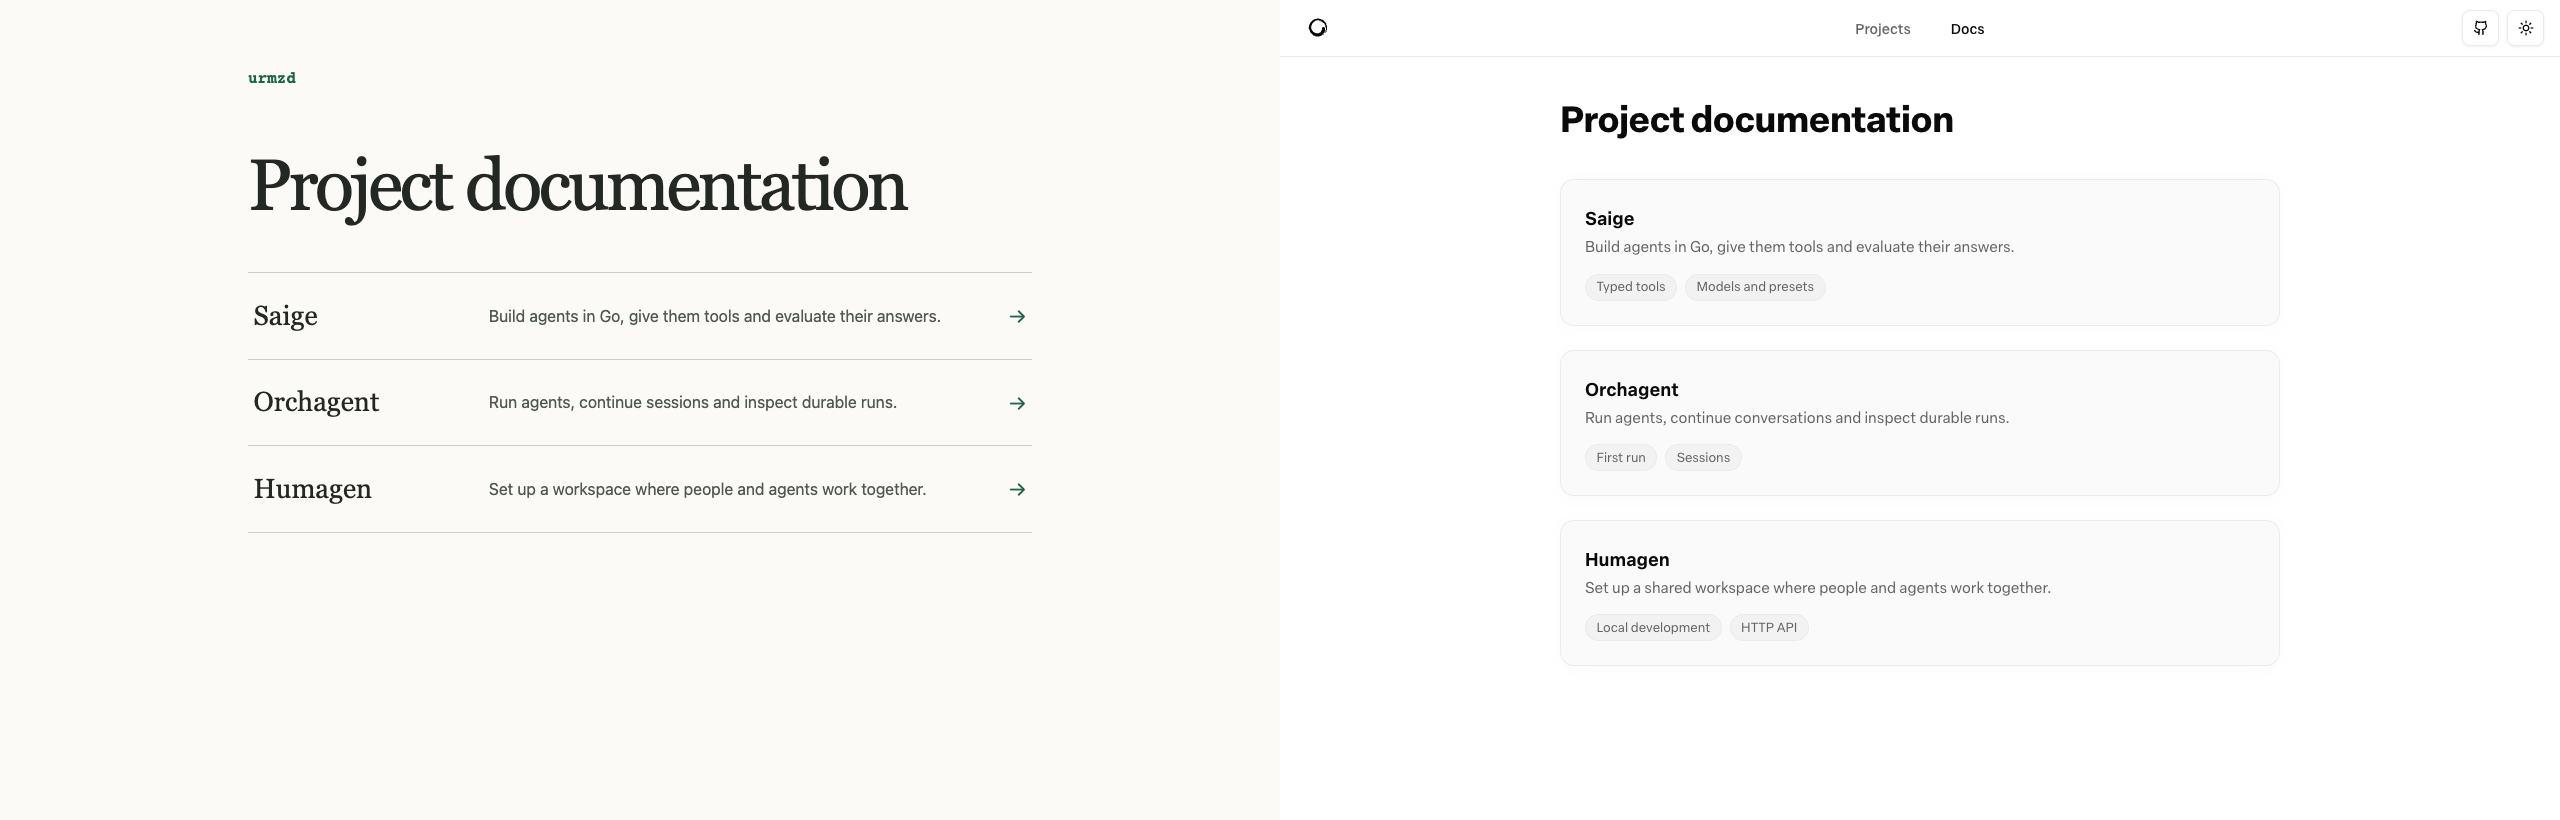 urmzd
Project documentation
Saige
Build agents in Go, give them tools and evaluate their answers.
Orchagent
Run agents, continue sessions and inspect durable runs.
Humagen
Set up a workspace where people and agents work together.
Projects
Docs
Project documentation
Saige
Build agents in Go, give them tools and evaluate their answers.
Typed tools
Models and presets
Orchagent
Run agents, continue conversations and inspect durable runs.
First run
Sessions
Humagen
Set up a shared workspace where people and agents work together.
Local development
HTTP API